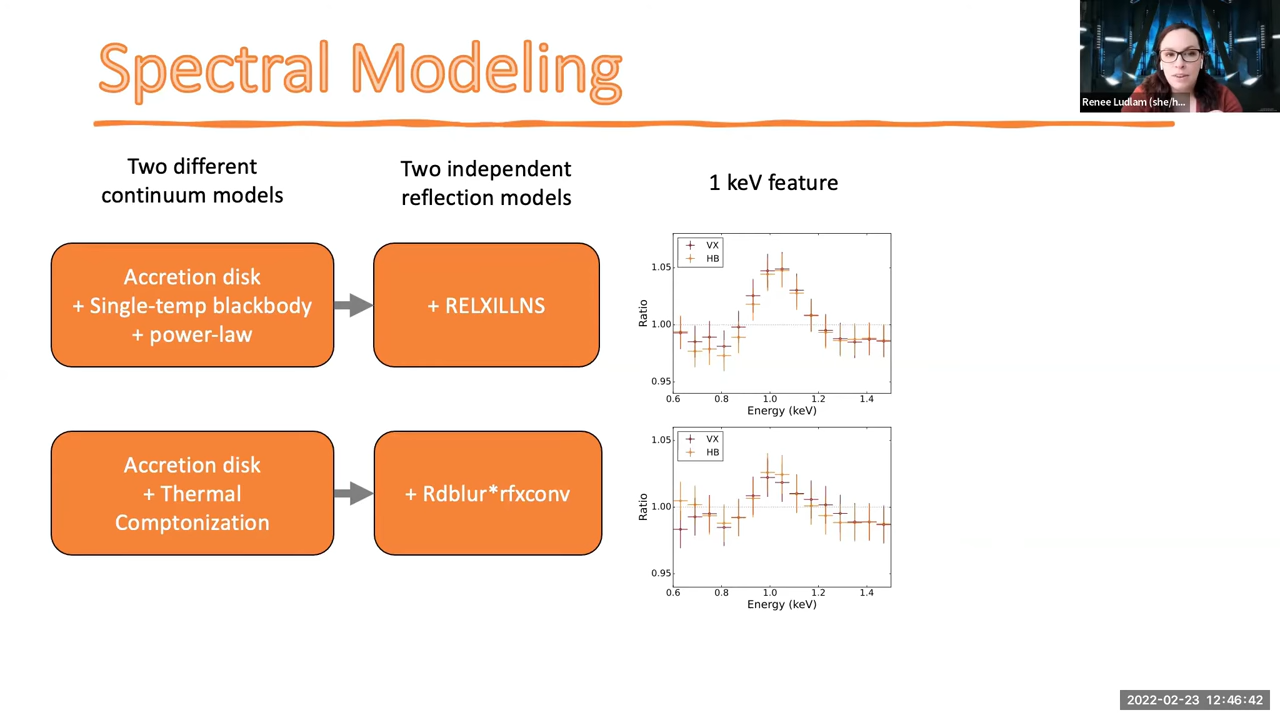 Spectral Modeling
Renee Ludlam (she/h...
Two different
continuum models
Two independent
reflection models
1 keV feature
Accretion disk
+ Single-temp blackbody
+ power-law
+ RELXILLNS
VX
HB
1.05
1.00
0.95
Ratio
0.6 0.8 1.0 1.2 1.4
Energy (keV)
Accretion disk
+ Thermal
Comptonization
+ Rdblur*rfxconv
VX
HB
1.05
1.00
0.95
Ratio
0.6 0.8 1.0 1.2 1.4
Energy (keV)
2022-02-23 12:46:42